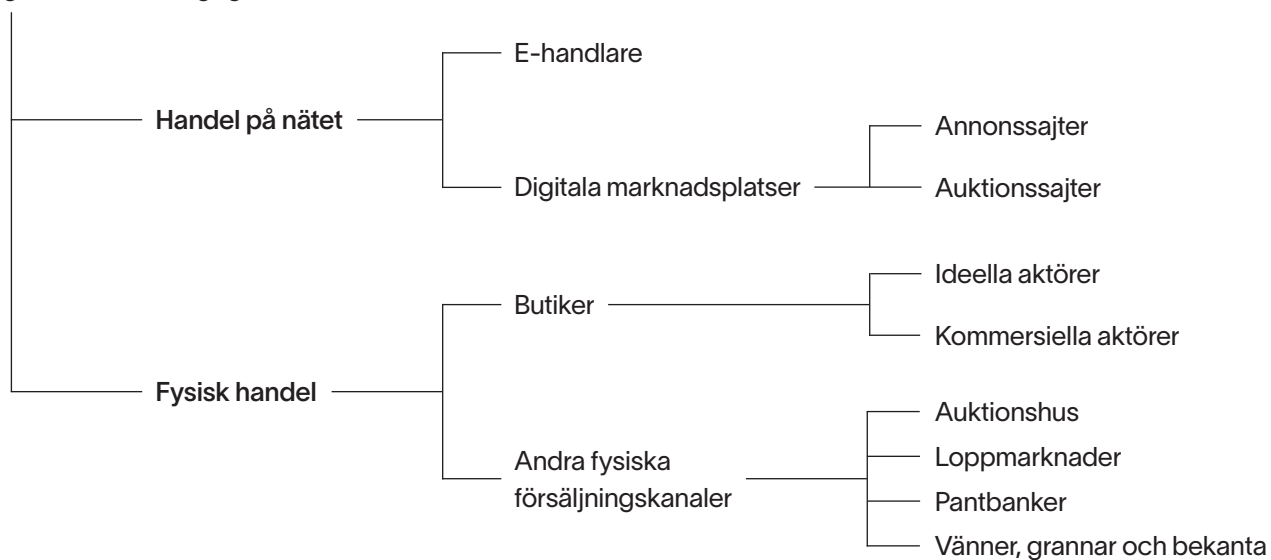 E-handlare
Handel på nätet
Annonssajter
Digitala marknadsplatser
Auktionssajter
Ideella aktörer
Butiker
Kommersiella aktörer
Fysisk handel
Auktionshus
Andra fysiska
försäljningskanaler
Loppmarknader
Pantbanker
Vänner, grannar och bekanta